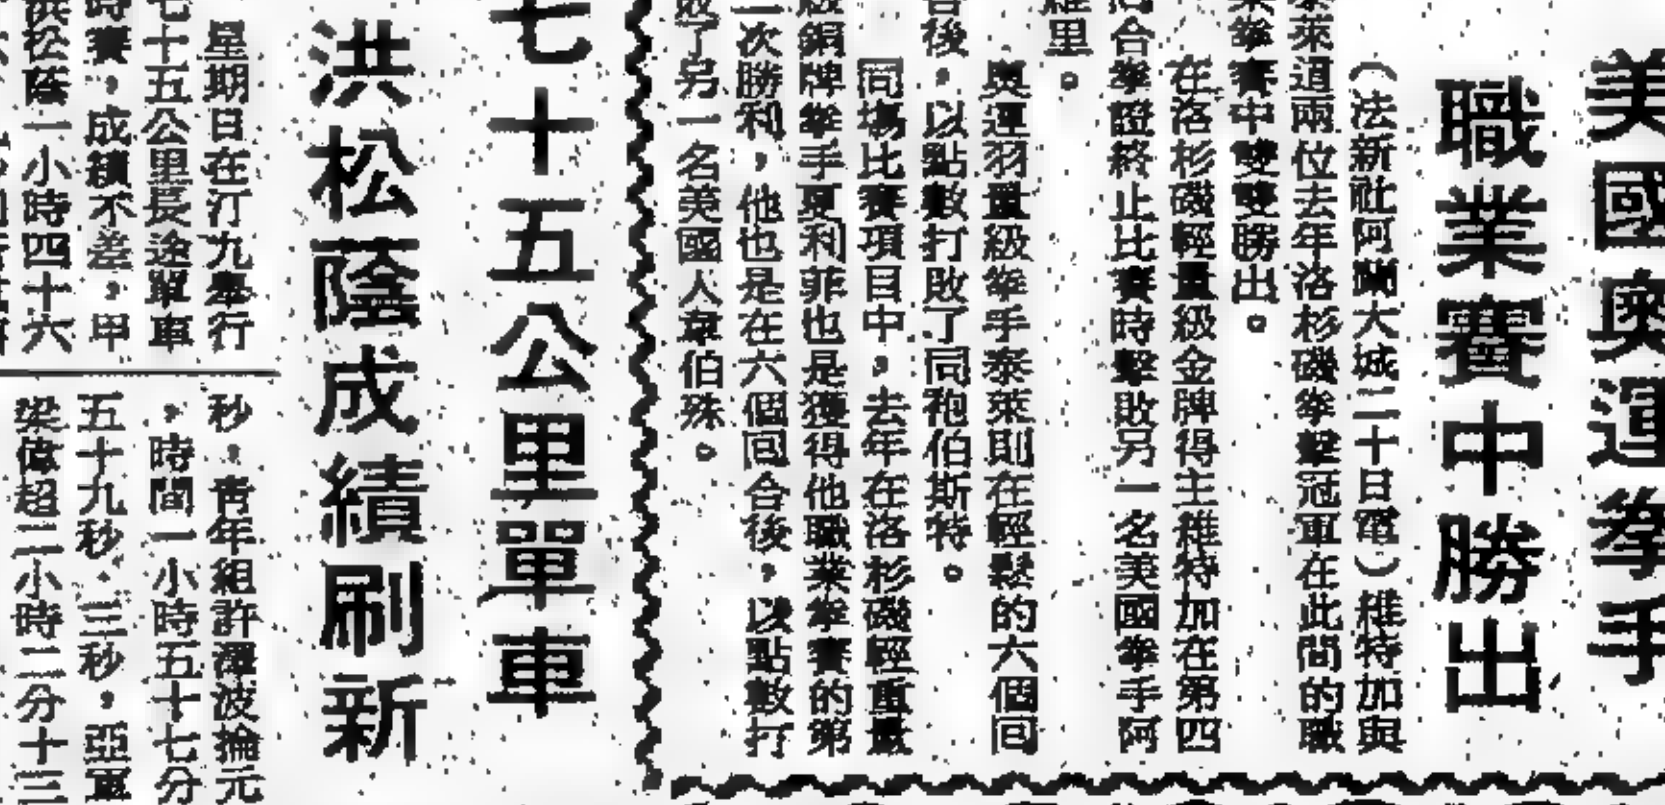 美國奧運拳手
職業賽中勝出
（法新社阿蘭大城二十日電）維特加與
泰萊這兩位去年洛杉磯拳擊冠軍在此間的職
業拳賽中雙雙勝出。
在洛杉磯輕量級金牌得主維特加在第四
回合拳證終止比賽時擊敗另一名美國拳手阿
維里。
奧運羽量級拳手泰萊則在輕鬆的六個回
合後，以點數打敗了同袍伯斯特。
同場比賽項目中，去年在洛杉磯輕重量
級銅牌拳手夏利菲也是獲得他職業拳賽的第
一次勝利，他也是在六個回合後，以點數打
敗了另一名美國人韋伯殊。
七十五公里單車
洪松蔭成績刷新
星期日在汀九舉行
七十五公里長途單車
時賽，成績不差，甲
洪松蔭一小時四十六
秒，青年組許澤波掄元
，時間一小時五十七分
五十九秒．三秒，亞軍
梁偉超二小時二分十三